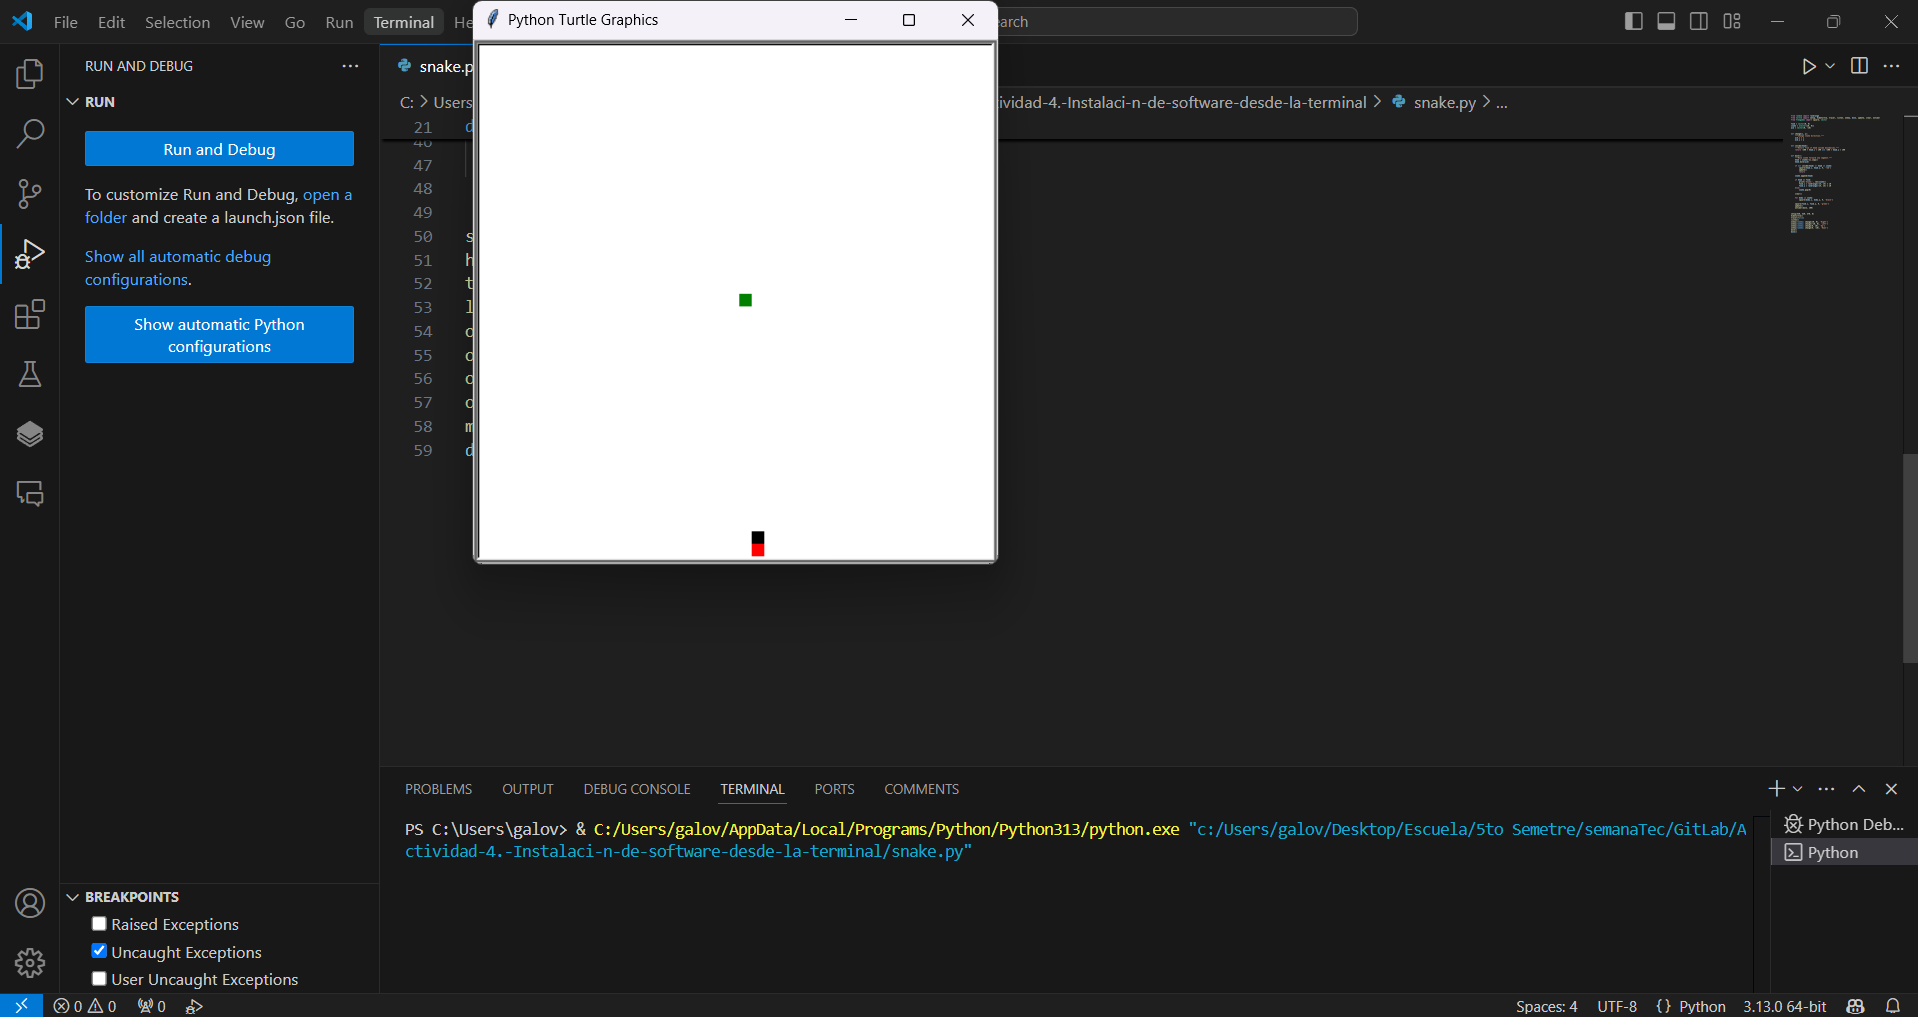 File Edit Selection View Go Run Terminal He
Python Turtle Graphics
earch
RUN AND DEBUG
RUN
Run and Debug
To customize Run and Debug, open a
folder and create a launch.json file.
Show all automatic debug
configurations.
Show automatic Python
configurations
BREAKPOINTS
Raised Exceptions
Uncaught Exceptions
User Uncaught Exceptions
snake.p
C: > Users
ividad-4.-Instalaci-n-de-software-desde-la-terminal > snake.py > ...
21 d
46
47
48
49
50 s
51 h
52 t
53 l
54 o
55 o
56 o
57 o
58 m
59 d
PROBLEMS OUTPUT DEBUG CONSOLE TERMINAL PORTS COMMENTS
PS C:\Users\galov> & C:/Users/galov/AppData/Local/Programs/Python/Python313/python.exe "c:/Users/galov/Desktop/Escuela/5to Semetre/semanaTec/GitLab/A
ctividad-4.-Instalaci-n-de-software-desde-la-terminal/snake.py"
Python Deb...
Python
0 0 0
Spaces: 4 UTF-8 {} Python 3.13.0 64-bit